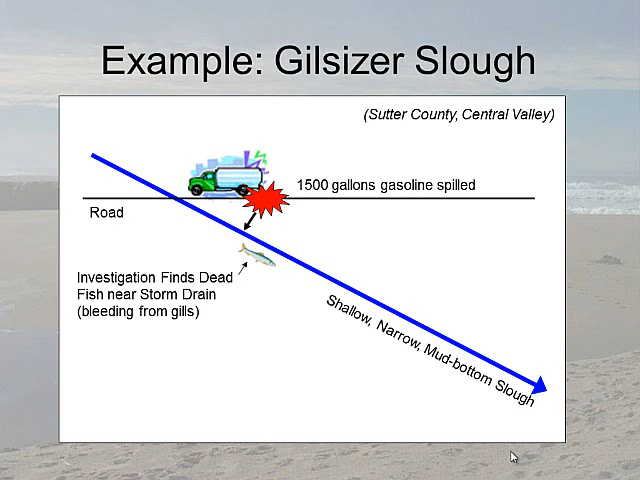 Example: Gilsizer Slough
(Sutter County, Central Valley)
1500 gallons gasoline spilled
Road
Investigation Finds Dead
Fish near Storm Drain
(bleeding from gills)
Shallow, Narrow, Mud-bottom Slough